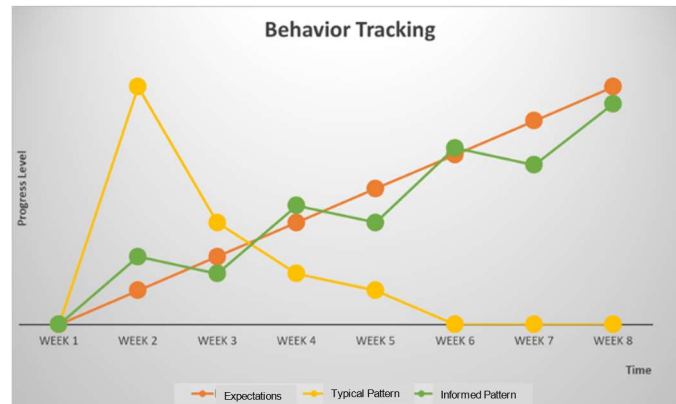 Behavior Tracking
Progress Level
WEEK 1 WEEK 2 WEEK 3 WEEK 4 WEEK 5 WEEK 6 WEEK 7 WEEK 8
Time
Expectations Typical Pattern Informed Pattern